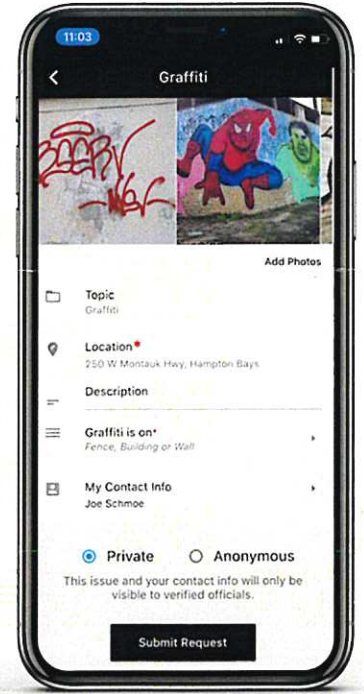 11:03
Graffiti
Add Photos
Topic
Graffiti
Location*
250 W Montauk Hwy, Hampton Bays
Description
Graffiti is on*
Fence, Building or Wall
My Contact Info
Joe Schmoe
Private Anonymous
This issue and your contact info will only be
visible to verified officials.
Submit Request